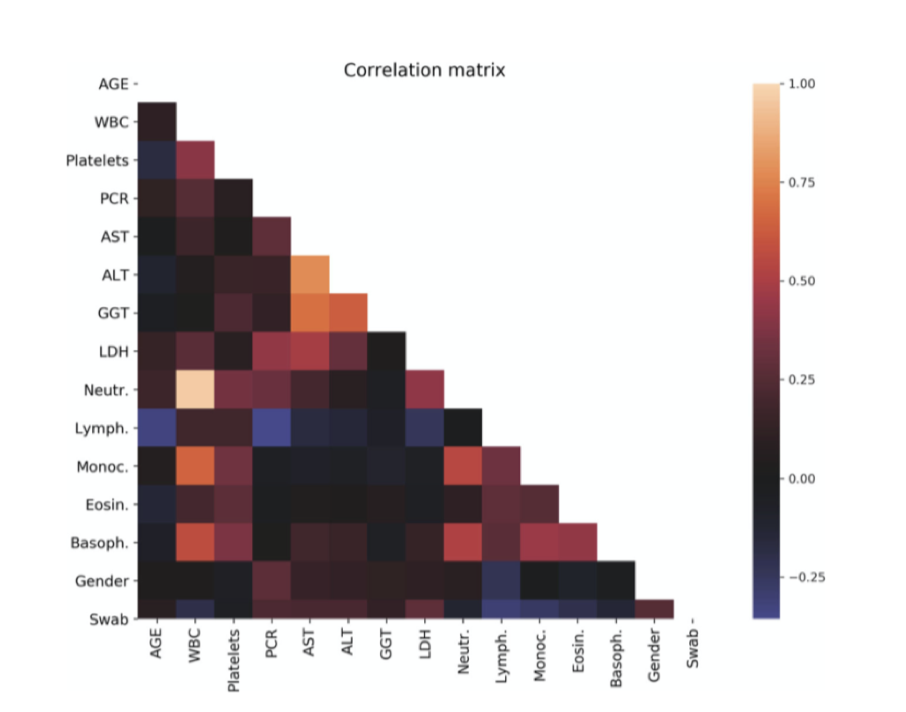 Correlation matrix
AGE
WBC
Platelets
PCR
AST
ALT
GGT
LDH
Neutr.
Lymph.
Monoc.
Eosin.
Basoph.
Gender
Swab
AGE
WBC
Platelets
PCR
AST
ALT
GGT
LDH
Neutr.
Lymph.
Monoc.
Eosin.
Basoph.
Gender
Swab
1.00
0.75
0.50
0.25
0.00
−0.25